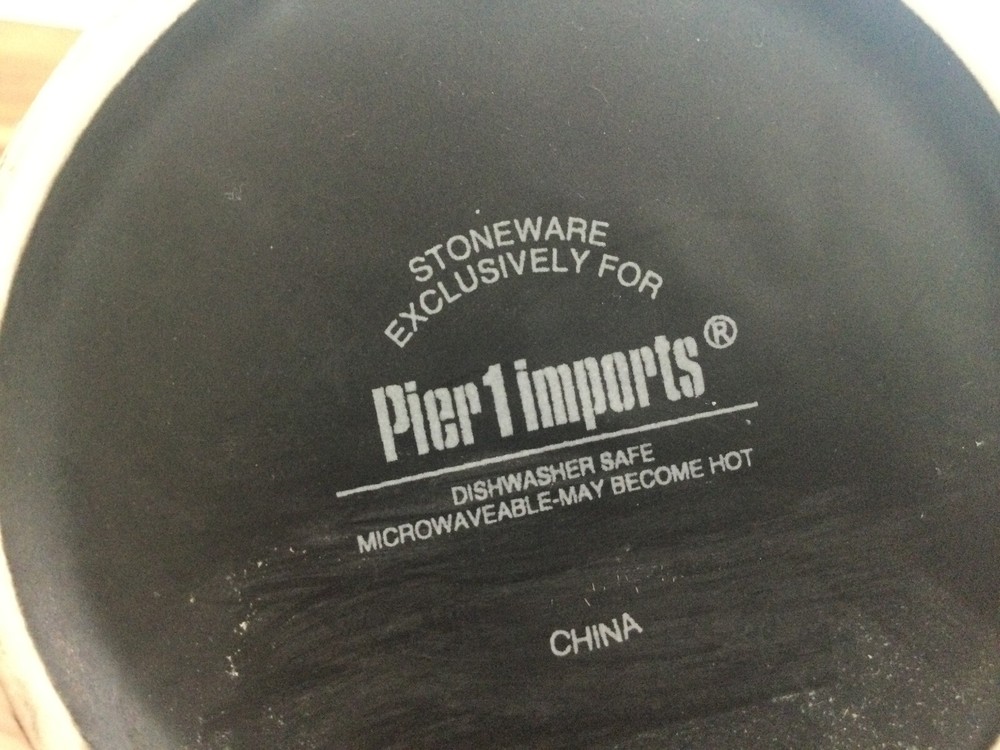 STONEWARE
EXCLUSIVELY FOR
Pier 1 imports®
DISHWASHER SAFE
MICROWAVEABLE-MAY BECOME HOT
CHINA